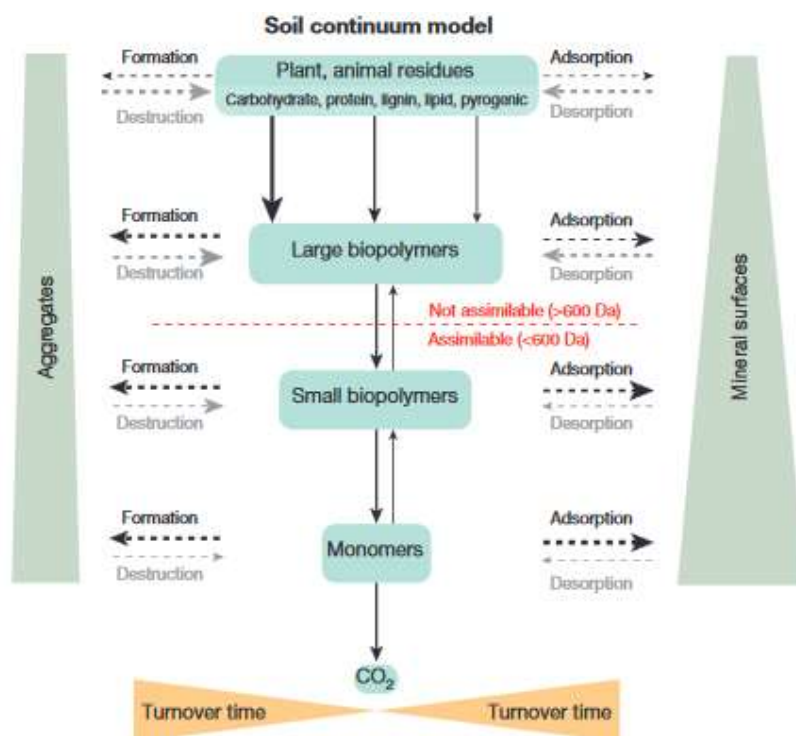 Soil continuum model
Formation
Plant, animal residues
Adsorption
Carbohydrate, protein, lignin, lipid, pyrogenic
Destruction
Desorption
Formation
Adsorption
Large biopolymers
Destruction
Desorption
Not assimilable (>600 Da)
Assimilable (<600 Da)
Aggregates
Mineral surfaces
Formation
Adsorption
Small biopolymers
Destruction
Desorption
Formation
Adsorption
Monomers
Destruction
Desorption
CO₂
Turnover time
Turnover time